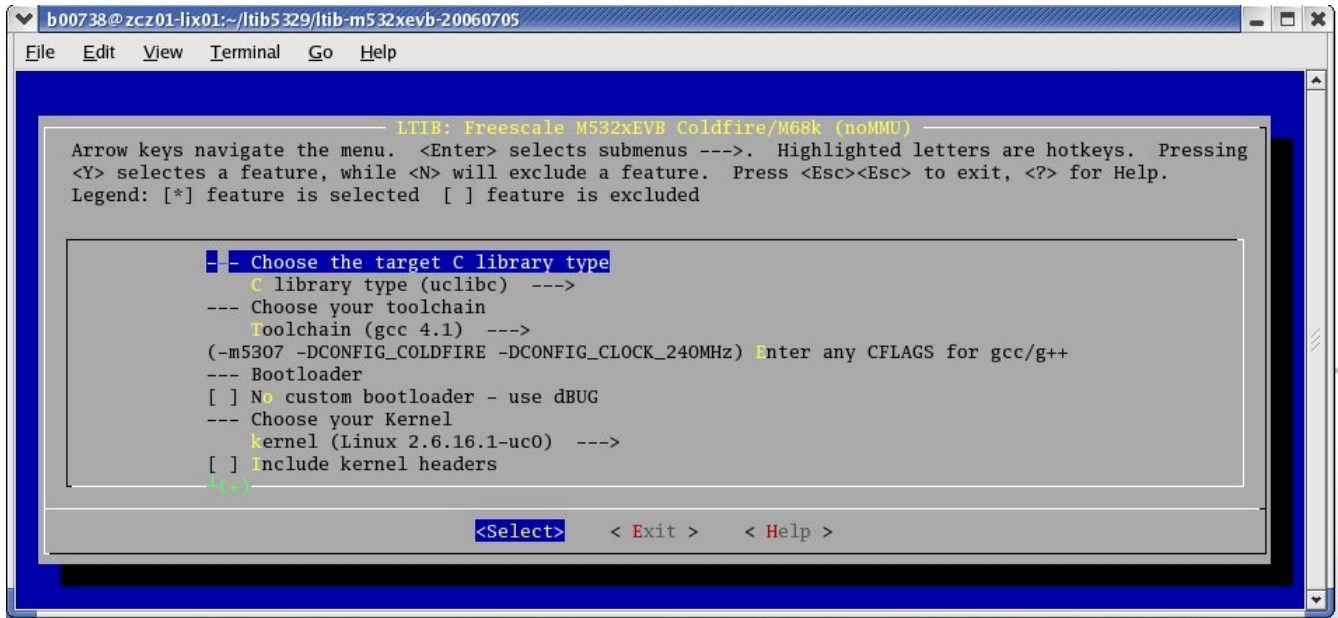 b00738@zcz01-lix01:~/ltib5329/ltib-m532xevb-20060705
File Edit View Terminal Go Help
LTIB: Freescale M532xEVB Coldfire/M68k (noMMU)
Arrow keys navigate the menu. <Enter> selects submenus --->. Highlighted letters are hotkeys. Pressing
<Y> selectes a feature, while <N> will exclude a feature. Press <Esc><Esc> to exit, <?> for Help.
Legend: [*] feature is selected [ ] feature is excluded
--- Choose the target C library type
C library type (uclibc) --->
--- Choose your toolchain
Toolchain (gcc 4.1) --->
(-m5307 -DCONFIG_COLDFIRE -DCONFIG_CLOCK_240MHz) Enter any CFLAGS for gcc/g++
--- Bootloader
[ ] No custom bootloader - use dBUG
--- Choose your Kernel
kernel (Linux 2.6.16.1-uc0) --->
[ ] Include kernel headers
┴(+)
<Select> < Exit > < Help >